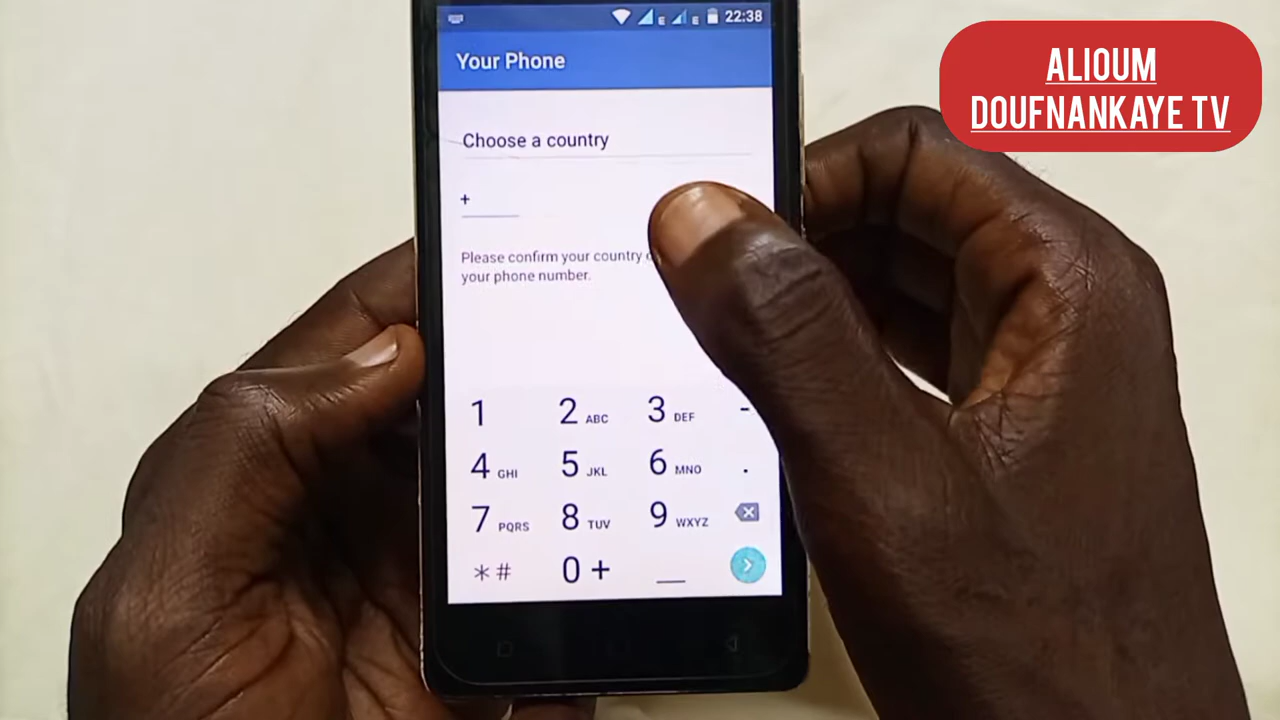 22:38
ALIOUM
DOUFNANKAYE TV
Your Phone
Choose a country
+
Please confirm your country
your phone number.
1 2 ABC 3 DEF -
4 GHI 5 JKL 6 MNO .
7 PQRS 8 TUV 9 WXYZ
*# 0 + _